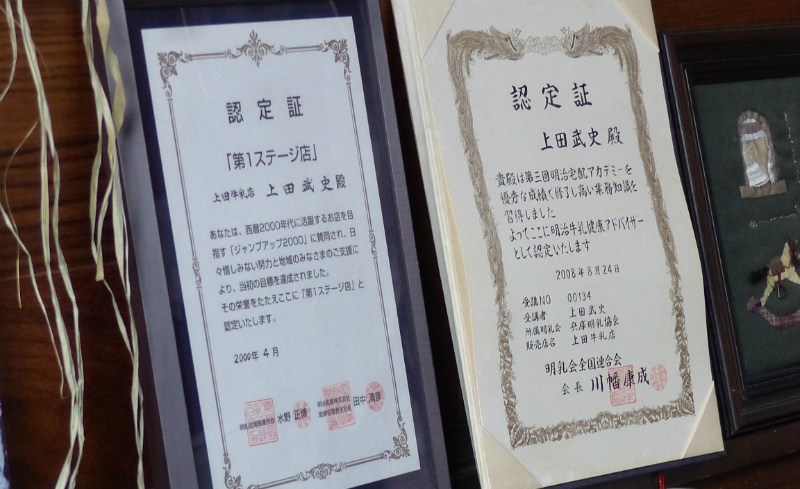 認定証
「第1ステージ店」
上田牛乳店 上田武史殿
あなたは、西暦2000年代に活躍するお店を目
指す「ジャンプアップ2000」に賛同され、日
々惜しみない努力と地域のみなさまのご支援に
より、当初の目標を達成されました。
その栄誉をたたえここに「第1ステージ店」と
認定いたします。
2000年4月
水野
田中
認定証
上田武史殿
貴殿は第三回明治宅配アカデミーを
優秀な成績で修了し高い業務知識を
習得しました
よってここに明治牛乳健康アドバイザー
として認定いたします
2008年8月24日
受講NO 00134
受講者 上田武史
所属明乳会 兵庫明乳協会
販売店名 上田牛乳店
明乳会全国連合会
会長 川幡康成